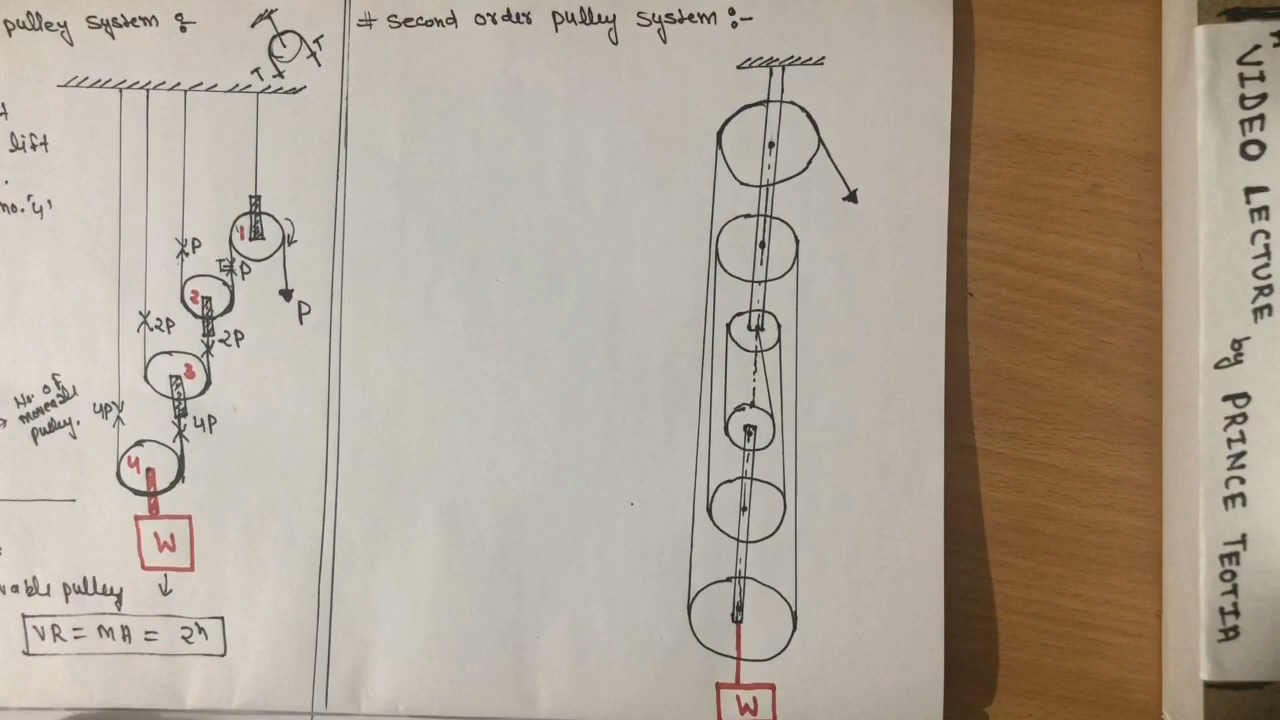 pulley system :-
T
T
lift
no. '4'
1
P
P
P
2
2P
2P
3
No. of
moveable
pulley.
4P
4P
4
W
vable pulley
VR = MA = 2ⁿ
# Second order pulley system :-
W
VIDEO LECTURE by PRINCE TEOTIA